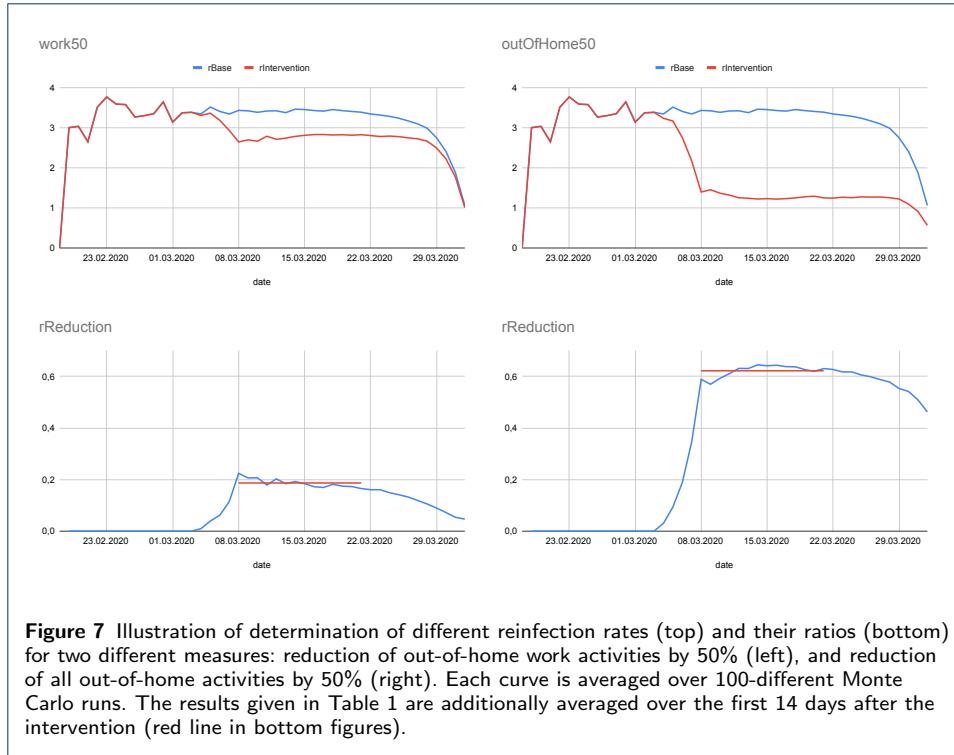 work50
rBase rIntervention
4
3
2
1
0
23.02.2020 01.03.2020 08.03.2020 15.03.2020 22.03.2020 29.03.2020
date
outOfHome50
rBase rIntervention
4
3
2
1
0
23.02.2020 01.03.2020 08.03.2020 15.03.2020 22.03.2020 29.03.2020
date
rReduction
0,6
0,4
0,2
0,0
23.02.2020 01.03.2020 08.03.2020 15.03.2020 22.03.2020 29.03.2020
date
rReduction
0,6
0,4
0,2
0,0
23.02.2020 01.03.2020 08.03.2020 15.03.2020 22.03.2020 29.03.2020
date
Figure 7 Illustration of determination of different reinfection rates (top) and their ratios (bottom)
for two different measures: reduction of out-of-home work activities by 50% (left), and reduction
of all out-of-home activities by 50% (right). Each curve is averaged over 100-different Monte
Carlo runs. The results given in Table 1 are additionally averaged over the first 14 days after the
intervention (red line in bottom figures).